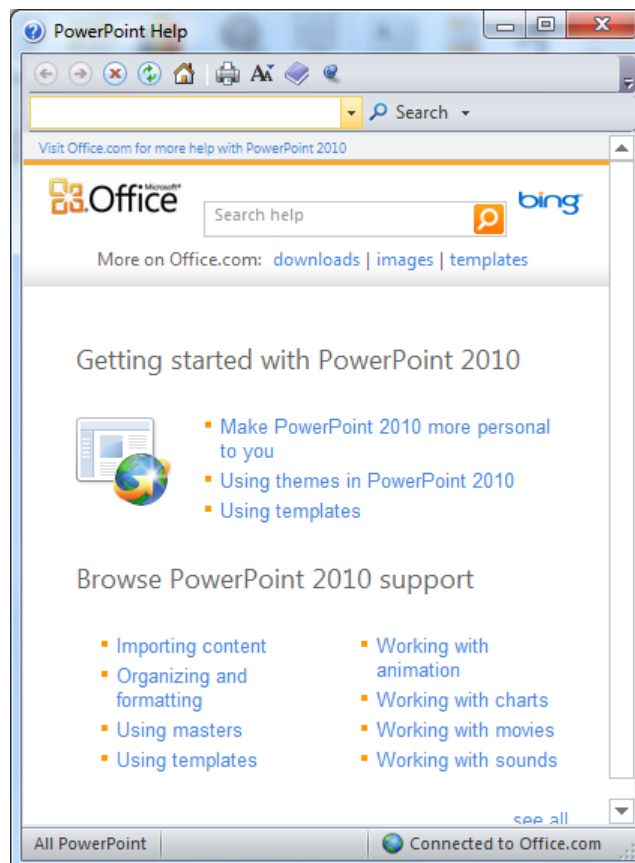 PowerPoint Help
Search
Visit Office.com for more help with PowerPoint 2010
Microsoft®
Office
Search help
bing
More on Office.com: downloads | images | templates
Getting started with PowerPoint 2010
Make PowerPoint 2010 more personal
to you
Using themes in PowerPoint 2010
Using templates
Browse PowerPoint 2010 support
Importing content
Organizing and
formatting
Using masters
Using templates
Working with
animation
Working with charts
Working with movies
Working with sounds
see all
All PowerPoint
Connected to Office.com